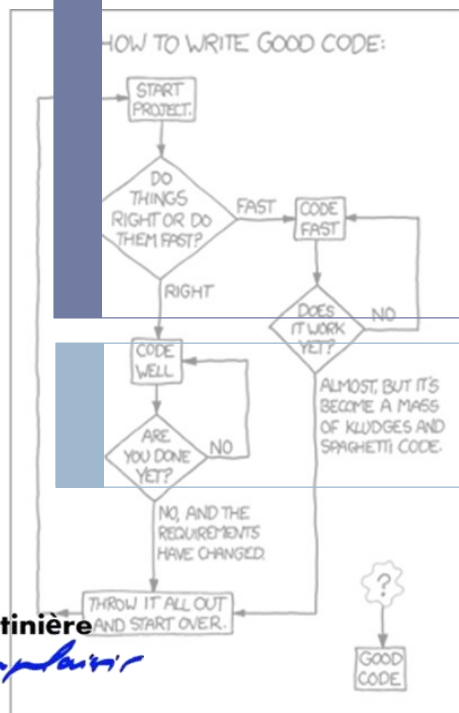 HOW TO WRITE GOOD CODE:
START
PROJECT.
DO
THINGS
RIGHT OR DO
THEM FAST?
FAST
CODE
FAST
RIGHT
DOES
IT WORK
YET?
NO
CODE
WELL
ALMOST, BUT IT'S
BECOME A MASS
OF KLUDGES AND
SPAGHETTI CODE.
ARE
YOU DONE
YET?
NO
NO, AND THE
REQUIREMENTS
HAVE CHANGED.
THROW IT ALL OUT
AND START OVER.
tinière
?
GOOD
CODE